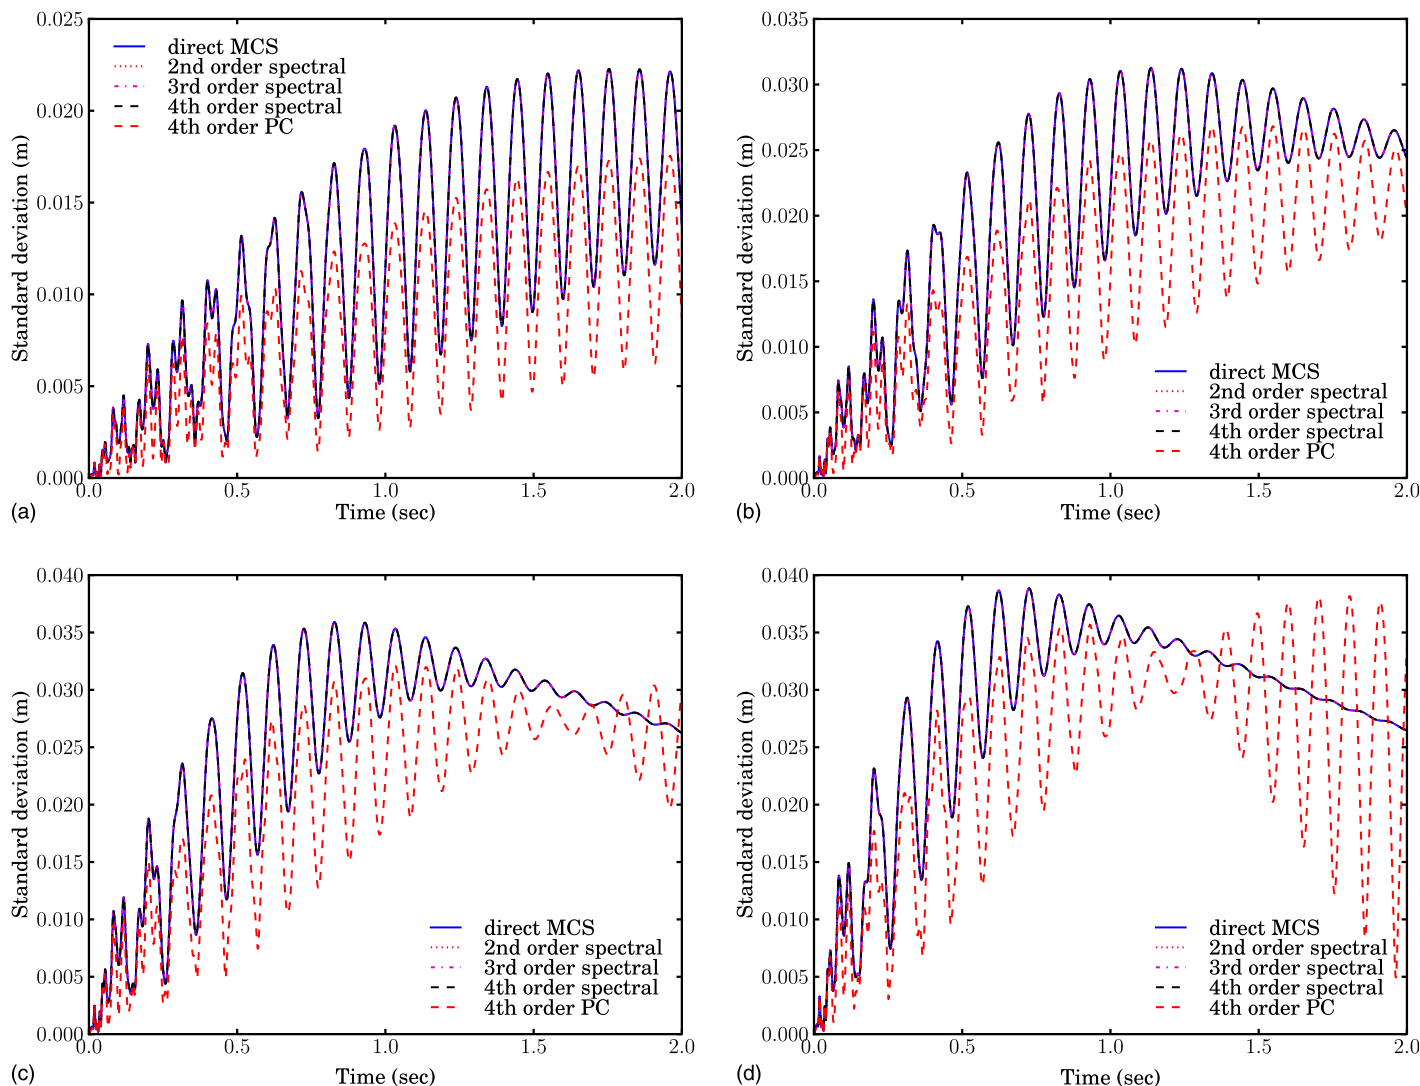 0.025
0.020
0.015
0.010
0.005
0.000
Standard deviation (m)
direct MCS
2nd order spectral
3rd order spectral
4th order spectral
4th order PC
0.0
0.5
1.0
1.5
2.0
Time (sec)
(a)
0.035
0.030
0.025
0.020
0.015
0.010
0.005
0.000
Standard deviation (m)
direct MCS
2nd order spectral
3rd order spectral
4th order spectral
4th order PC
0.0
0.5
1.0
1.5
2.0
Time (sec)
(b)
0.040
0.035
0.030
0.025
0.020
0.015
0.010
0.005
0.000
Standard deviation (m)
direct MCS
2nd order spectral
3rd order spectral
4th order spectral
4th order PC
0.0
0.5
1.0
1.5
2.0
Time (sec)
(c)
0.040
0.035
0.030
0.025
0.020
0.015
0.010
0.005
0.000
Standard deviation (m)
direct MCS
2nd order spectral
3rd order spectral
4th order spectral
4th order PC
0.0
0.5
1.0
1.5
2.0
Time (sec)
(d)